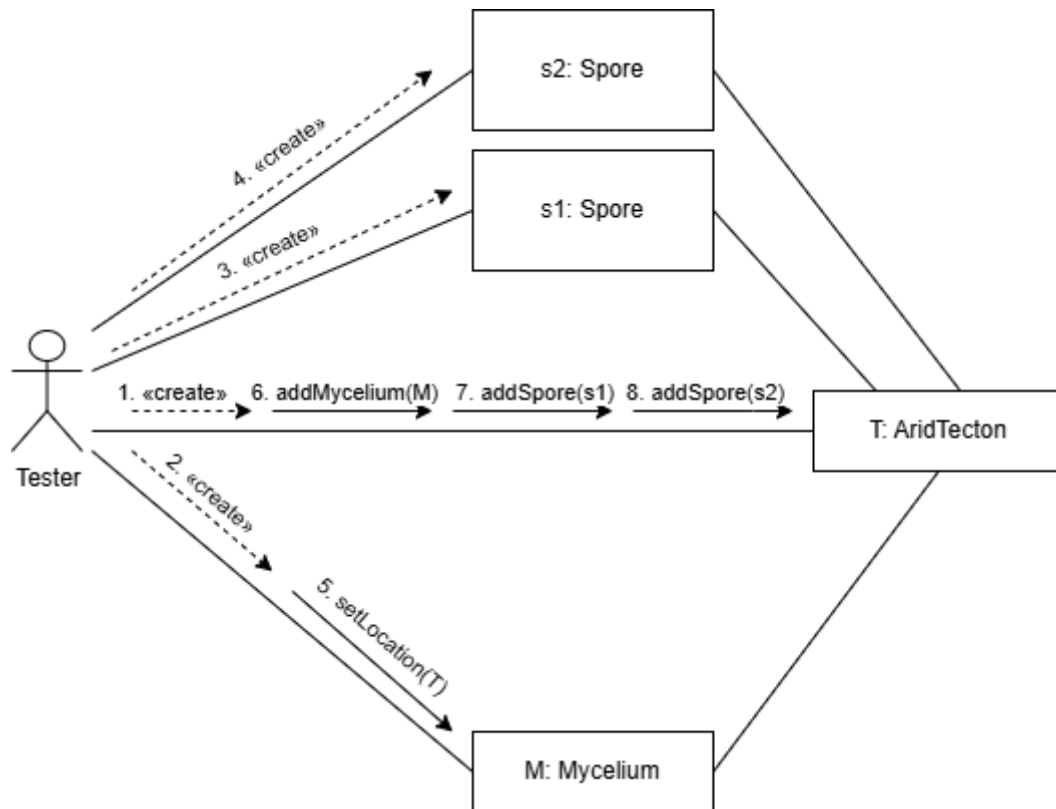 s2: Spore
4. «create»
s1: Spore
3. «create»
1. «create» 6. addMycelium(M) 7. addSpore(s1) 8. addSpore(s2)
T: AridTecton
Tester
2. «create»
5. setLocation(T)
M: Mycelium